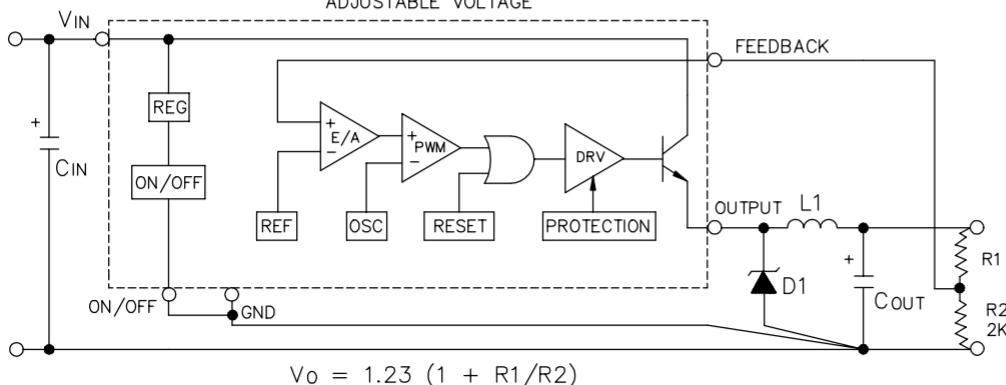 ADJUSTABLE VOLTAGE
VIN
FEEDBACK
REG
+
E/A
−
+
PWM
−
DRV
+
CIN
ON/OFF
REF
OSC
RESET
PROTECTION
OUTPUT
L1
+
R1
D1
COUT
ON/OFF
GND
R2
2K
Vo = 1.23 (1 + R1/R2)